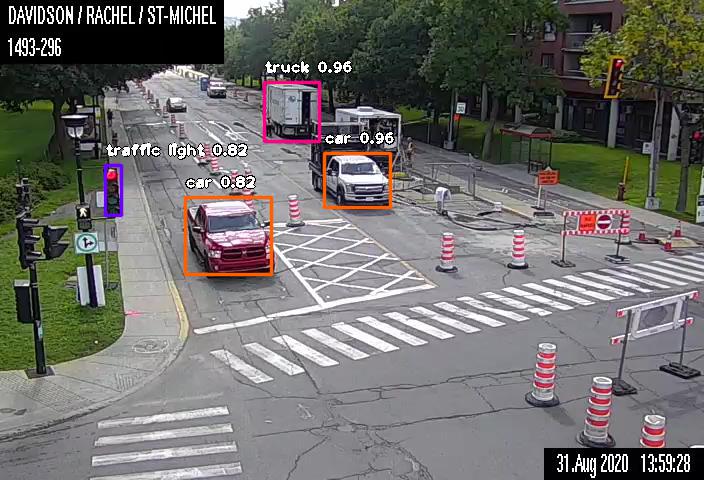 DAVIDSON / RACHEL / ST-MICHEL
1493-296
truck 0.96
car 0.96
traffic light 0.82
car 0.82
31.Aug 2020 13:59:28